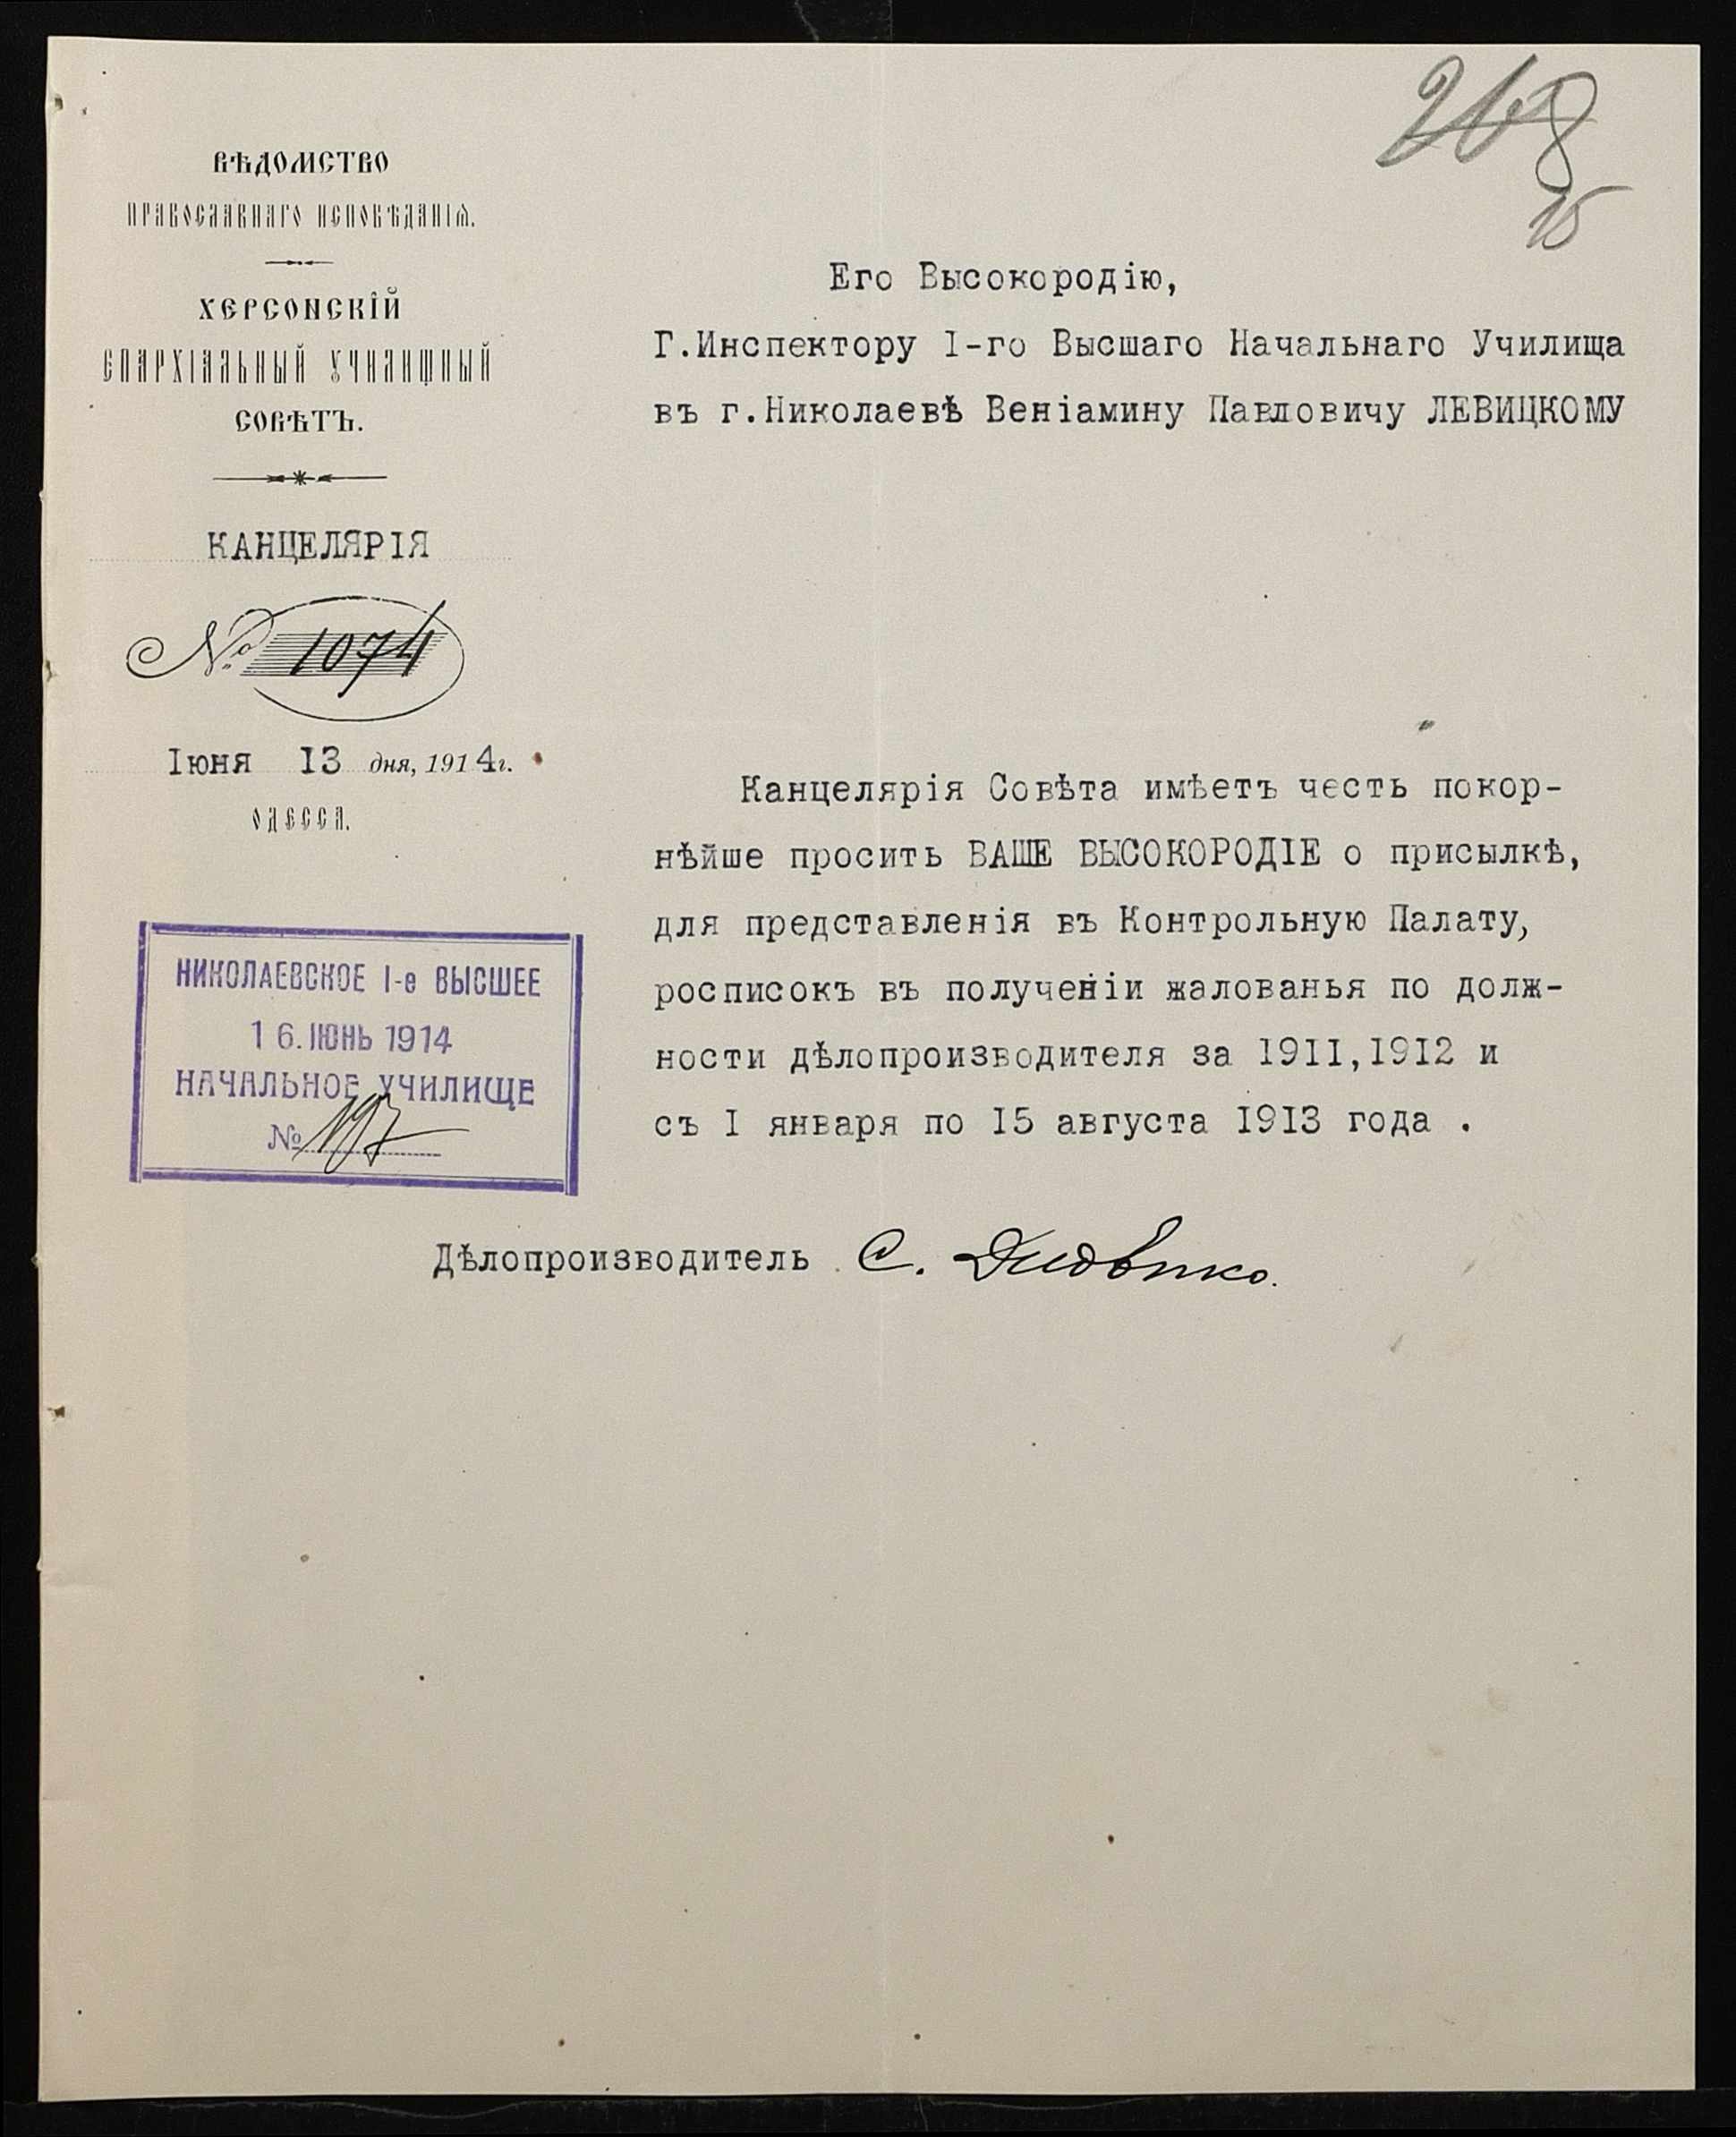 ВѢДОМСТВО
ПРАВОСЛАВНАГО ИСПОВѢДАНІЯ.
ХЕРСОНСКІЙ
ЕПАРХІАЛЬНЫЙ УЧИЛИЩНЫЙ
СОВѢТЪ.
КАНЦЕЛЯРІЯ
№ 1074
Іюня 13 дня, 1914 г.
ОДЕССА.
НИКОЛАЕВСКОЕ I-е ВЫСШЕЕ
16. ІЮНЬ 1914
НАЧАЛЬНОЕ УЧИЛИЩЕ
№ 197
15
Его Высокородію,
Г.Инспектору I-го Высшаго Начальнаго Училища
въ г.Николаевѣ Веніамину Павловичу ЛЕВИЦКОМУ
Канцелярія Совѣта имѣетъ честь покор-
нѣйше просить ВАШЕ ВЫСОКОРОДІЕ о присылкѣ,
для представленія въ Контрольную Палату,
росписокъ въ полученіи жалованья по долж-
ности дѣлопроизводителя за 1911,1912 и
съ I января по 15 августа 1913 года .
Дѣлопроизводитель С.